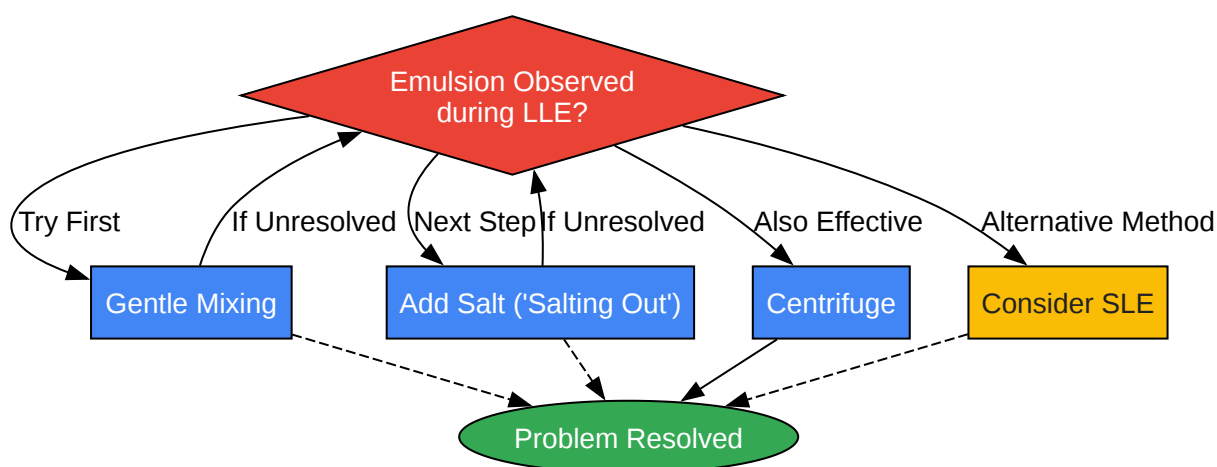 Emulsion Observed
during LLE?
Try First
If Unresolved
Next Step
If Unresolved
Also Effective
Alternative Method
Gentle Mixing
Add Salt ('Salting Out')
Centrifuge
Consider SLE
Problem Resolved